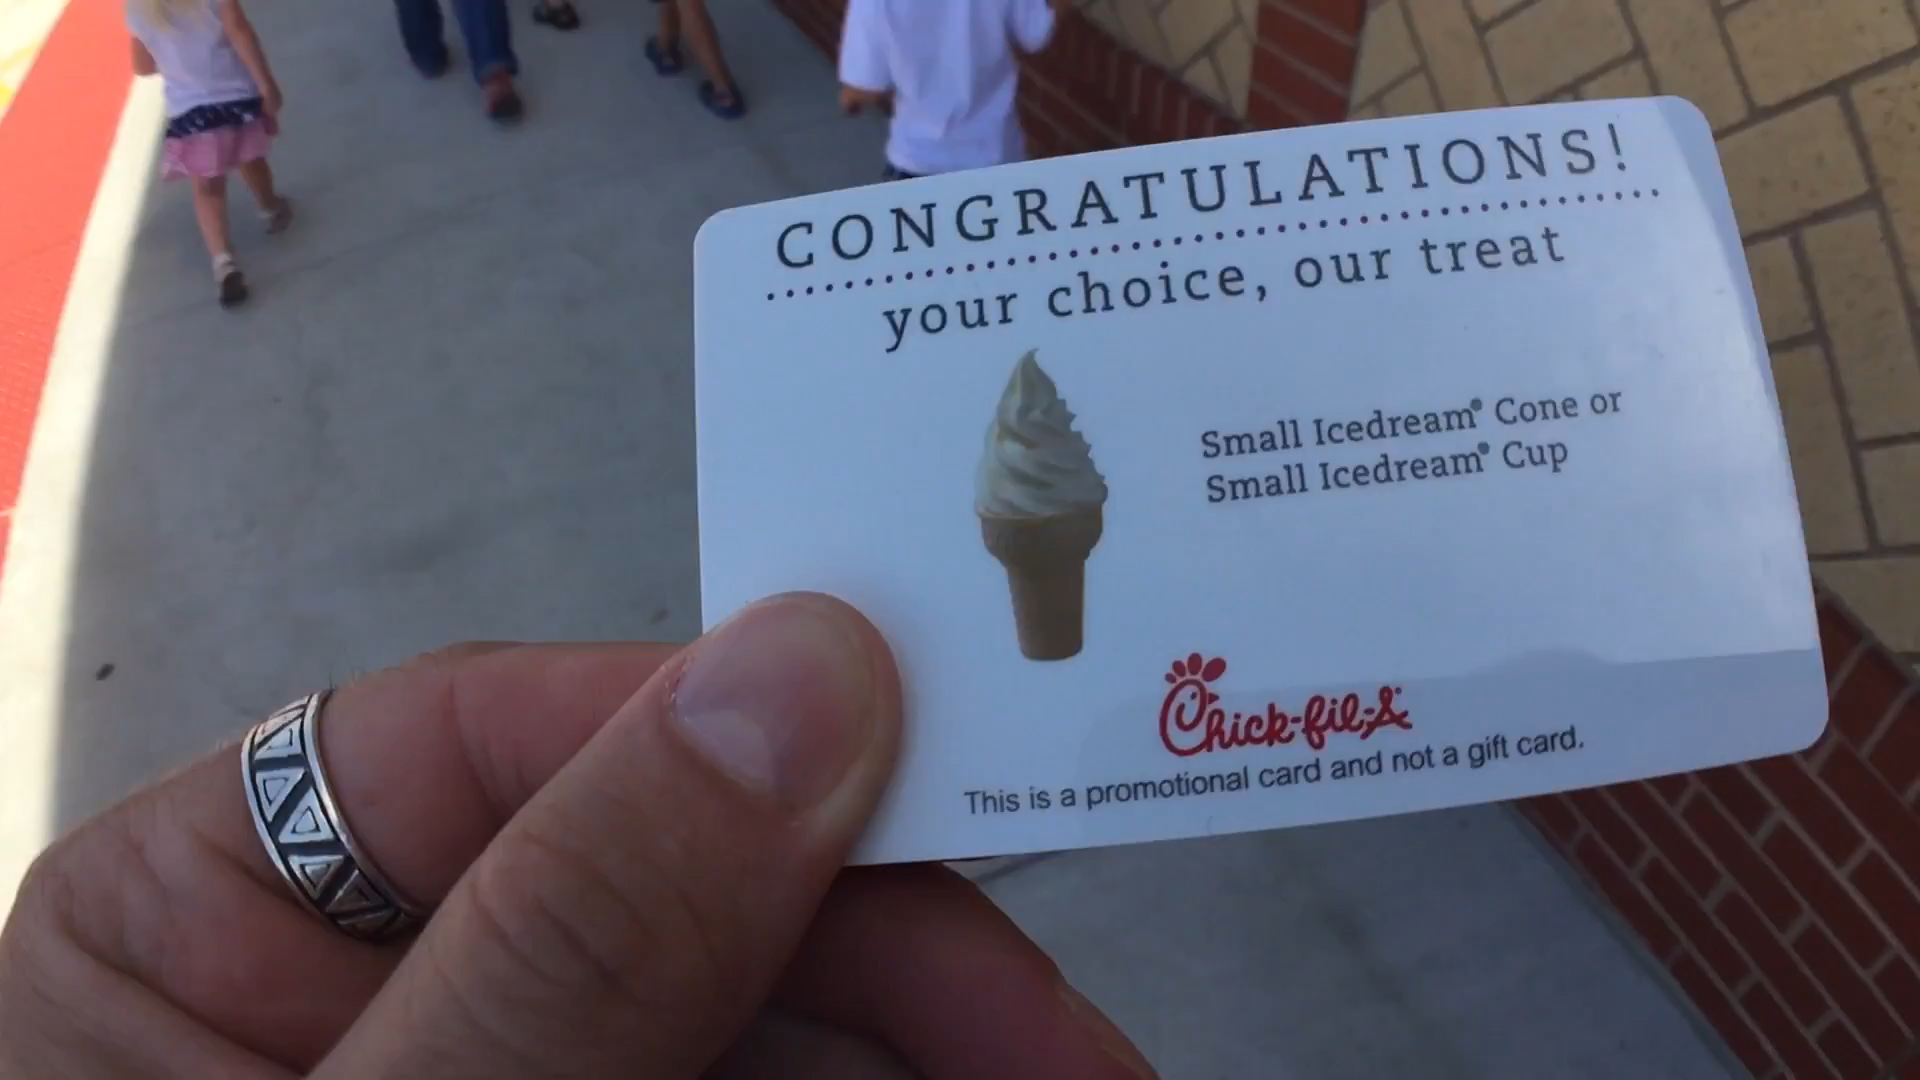 CONGRATULATIONS!
your choice, our treat
Small Icedream® Cone or
Small Icedream® Cup
Chick-fil-A
This is a promotional card and not a gift card.